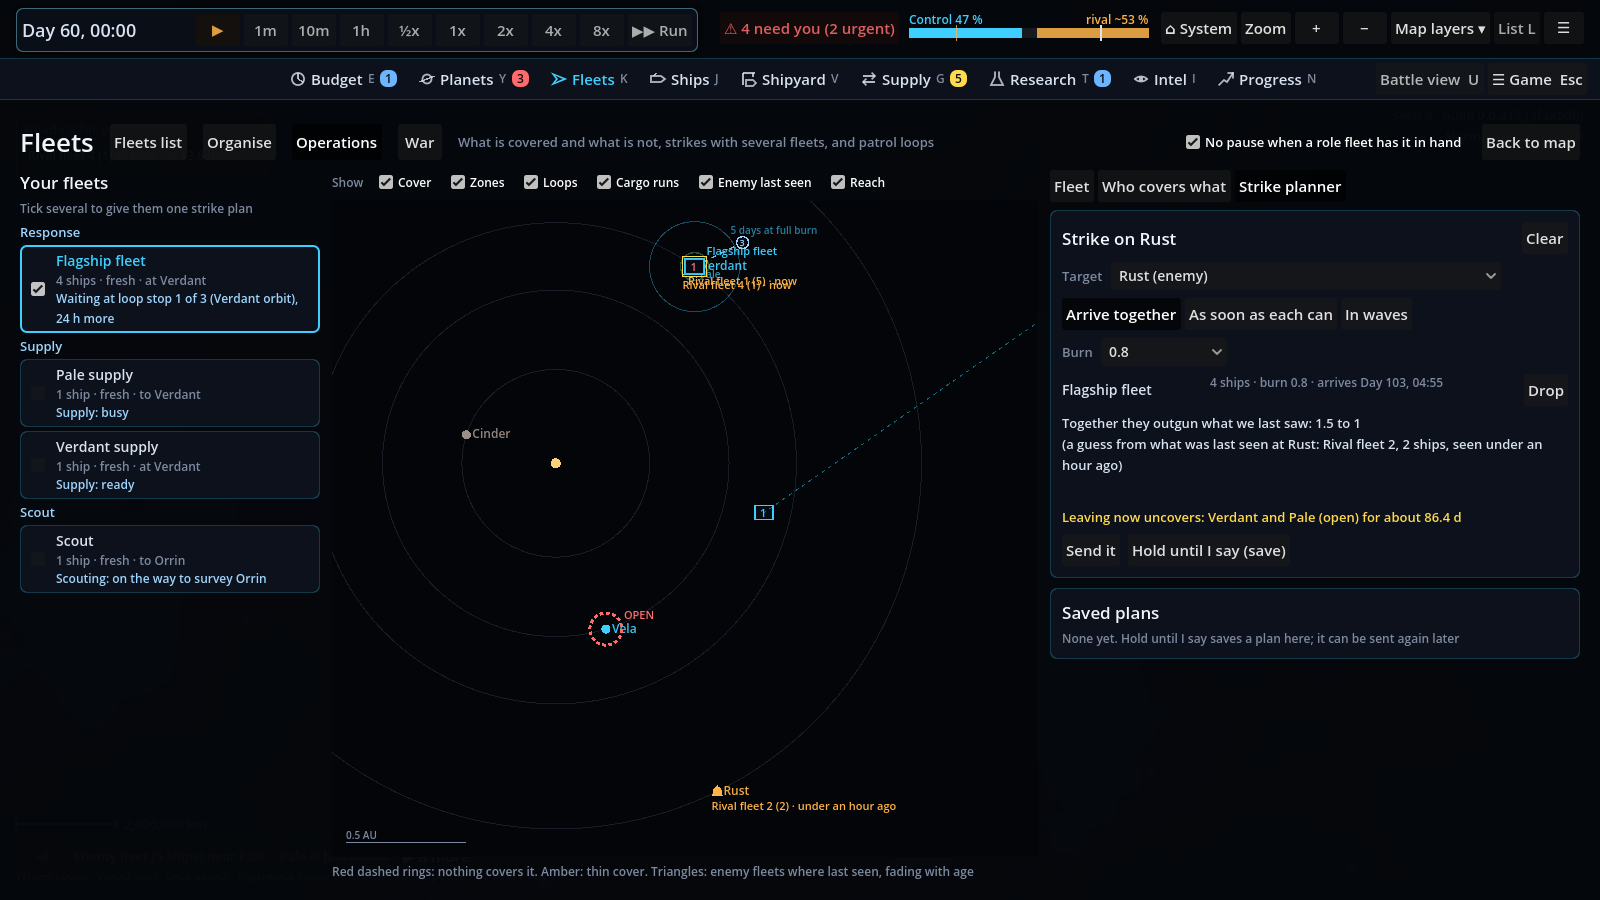 Day 60, 00:00
▶ 1m 10m 1h ½x 1x 2x 4x 8x ▶▶ Run
⚠ 4 need you (2 urgent)
Control 47 % rival ~53 %
⌂ System Zoom + − Map layers ▾ List L ☰
Budget E 1 Planets Y 3 Fleets K Ships J Shipyard V Supply G 5 Research T 1 Intel I Progress N
Battle view U ☰ Game Esc
Fleets Fleets list Organise Operations War What is covered and what is not, strikes with several fleets, and patrol loops
No pause when a role fleet has it in hand Back to map
Your fleets
Tick several to give them one strike plan
Response
Flagship fleet
4 ships · fresh · at Verdant
Waiting at loop stop 1 of 3 (Verdant orbit),
24 h more
Supply
Pale supply
1 ship · fresh · to Verdant
Supply: busy
Verdant supply
1 ship · fresh · at Verdant
Supply: ready
Scout
Scout
1 ship · fresh · to Orrin
Scouting: on the way to survey Orrin
Show Cover Zones Loops Cargo runs Enemy last seen Reach
5 days at full burn
3
Flagship fleet
1
Rival fleet 1 (5) · now
Rival fleet 4 (1) · now
Cinder
1
OPEN
Vela
Rust
Rival fleet 2 (2) · under an hour ago
0.5 AU
Red dashed rings: nothing covers it. Amber: thin cover. Triangles: enemy fleets where last seen, fading with age
Fleet Who covers what Strike planner
Strike on Rust Clear
Target Rust (enemy)
Arrive together As soon as each can In waves
Burn 0.8
Flagship fleet 4 ships · burn 0.8 · arrives Day 103, 04:55 Drop
Together they outgun what we last saw: 1.5 to 1
(a guess from what was last seen at Rust: Rival fleet 2, 2 ships, seen under an
hour ago)
Leaving now uncovers: Verdant and Pale (open) for about 86.4 d
Send it Hold until I say (save)
Saved plans
None yet. Hold until I say saves a plan here; it can be sent again later